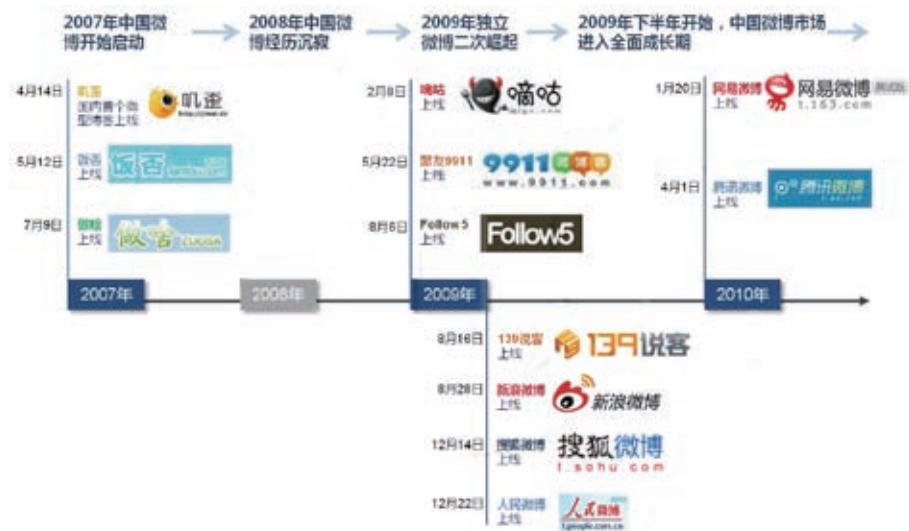 2007年中国微
博开始启动
2008年中国微
博经历沉寂
2009年独立
微博二次崛起
2009年下半年开始，中国微博市场
进入全面成长期
4月14日
叽歪
国内首个微
型博客上线
叽歪
5月12日
饭否
上线
饭否
7月9日
做啥
上线
做啥
ZUOSA
2月8日
嘀咕
上线
嘀咕
5月22日
盟友9911
上线
9911微博客
www.9911.com
8月6日
Follow5
上线
Follow5
1月20日
网易微博
上线
网易微博
t.163.com
4月1日
腾讯微博
上线
腾讯微博
2007年
2008年
2009年
2010年
8月16日
139说客
上线
139说客
8月28日
新浪微博
上线
新浪微博
12月14日
搜狐微博
上线
搜狐微博
t.sohu.com
12月22日
人民微博
上线
人民微博
t.people.com.cn